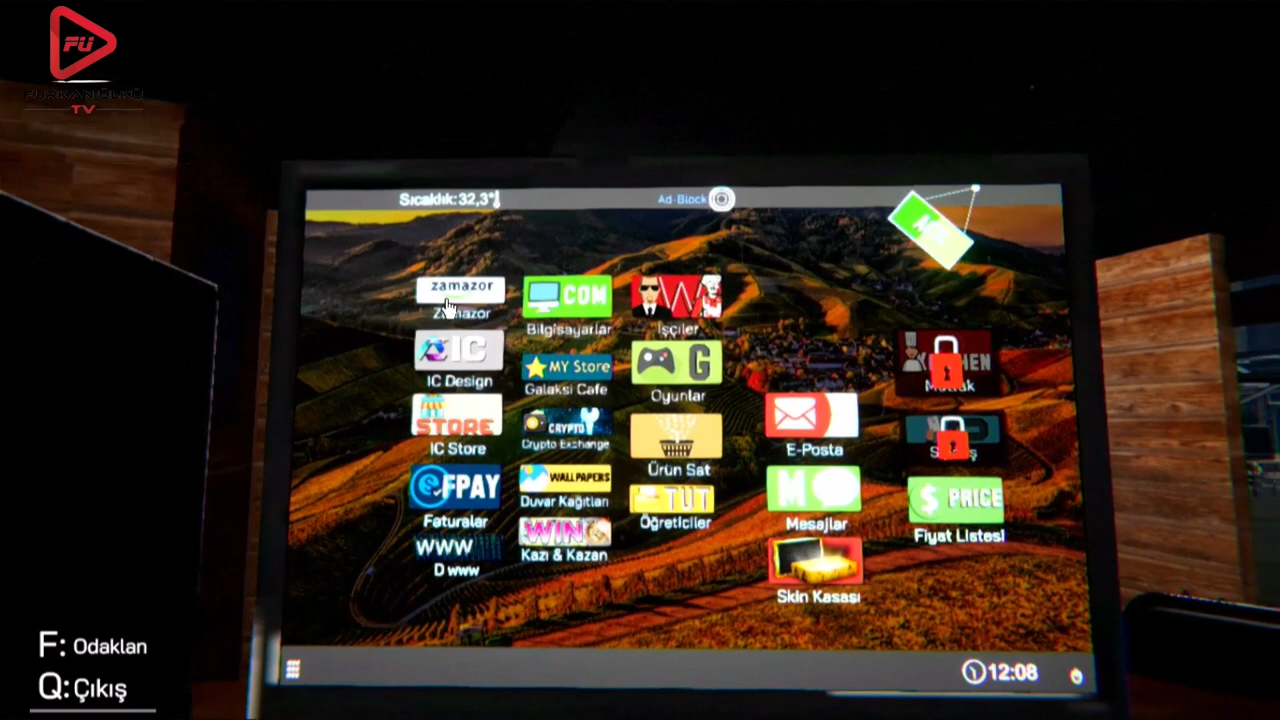 FU
FURKAN ÜLKÜ
TV
Sıcaklık: 32,3°
Ad-Block
zamazor
Zamazor
COM
Bilgisayarlar
W
İşçiler
IC
IC Design
MY Store
Galaksi Cafe
G
Oyunlar
STORE
IC Store
CRYPTO
Crypto Exchange
Ürün Sat
E-Posta
FPAY
Faturalar
WALLPAPERS
Duvar Kağıtları
TUT
Öğreticiler
M
Mesajlar
$ PRICE
Fiyat Listesi
WWW
D www
WIN
Kazı & Kazan
Skin Kasası
12:08
F: Odaklan
Q: Çıkış